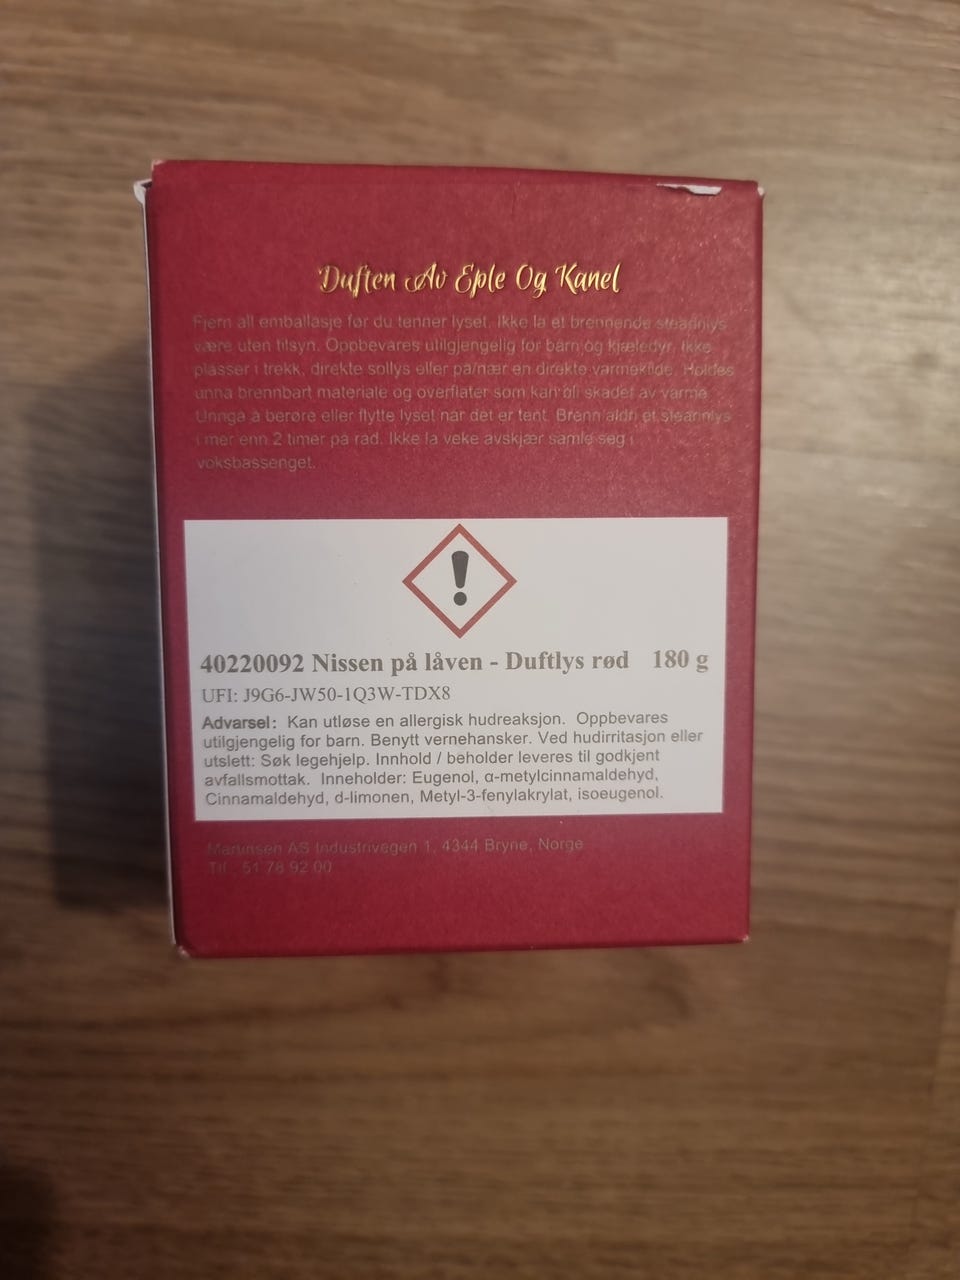 Duften Av Eple Og Kanel
Fjern all emballasje før du tenner lyset. Ikke la et brennende stearinlys
være uten tilsyn. Oppbevares utilgjengelig for barn og kjæledyr. Ikke
plasser i trekk, direkte sollys eller på/nær en direkte varmekilde. Holdes
unna brennbart materiale og overflater som kan bli skadet av varme.
Unngå å berøre eller flytte lyset når det er tent. Brenn aldri et stearinlys
i mer enn 2 timer på rad. Ikke la veke avskjær samle seg i
voksbassenget.
40220092 Nissen på låven - Duftlys rød 180 g
UFI: J9G6-JW50-1Q3W-TDX8
Advarsel: Kan utløse en allergisk hudreaksjon. Oppbevares
utilgjengelig for barn. Benytt vernehansker. Ved hudirritasjon eller
utslett: Søk legehjelp. Innhold / beholder leveres til godkjent
avfallsmottak. Inneholder: Eugenol, α-metylcinnamaldehyd,
Cinnamaldehyd, d-limonen, Metyl-3-fenylakrylat, isoeugenol.
Martinsen AS Industrivegen 1, 4344 Bryne, Norge
Tlf.: 51 78 92 00